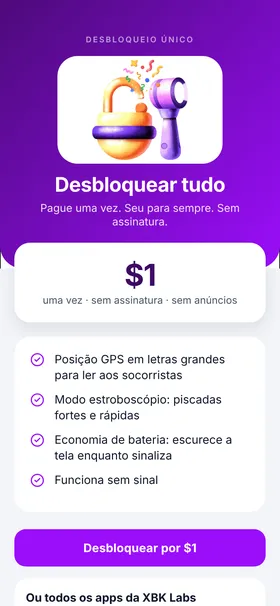 DESBLOQUEIO ÚNICO
Desbloquear tudo
Pague uma vez. Seu para sempre. Sem
assinatura.
$1
uma vez · sem assinatura · sem anúncios
Posição GPS em letras grandes
para ler aos socorristas
Modo estroboscópio: piscadas
fortes e rápidas
Economia de bateria: escurece a
tela enquanto sinaliza
Funciona sem sinal
Desbloquear por $1
Ou todos os apps da XBK Labs